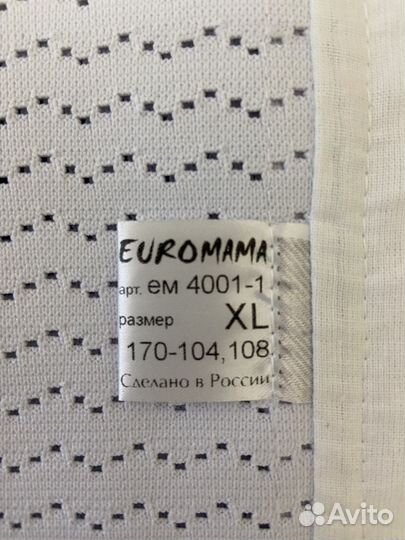 EUROMAMA
арт. ем 4001-1
размер XL
170-104,108
Сделано в России
Avito